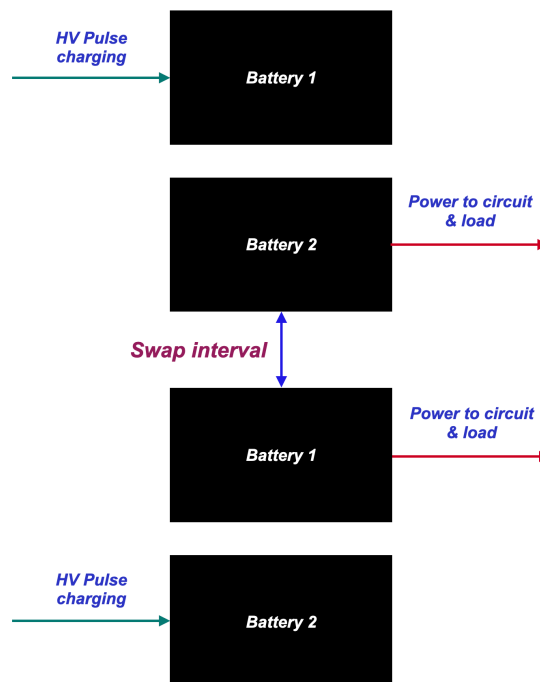 HV Pulse
charging
Battery 1
Battery 2
Power to circuit
& load
Swap interval
Battery 1
Power to circuit
& load
HV Pulse
charging
Battery 2